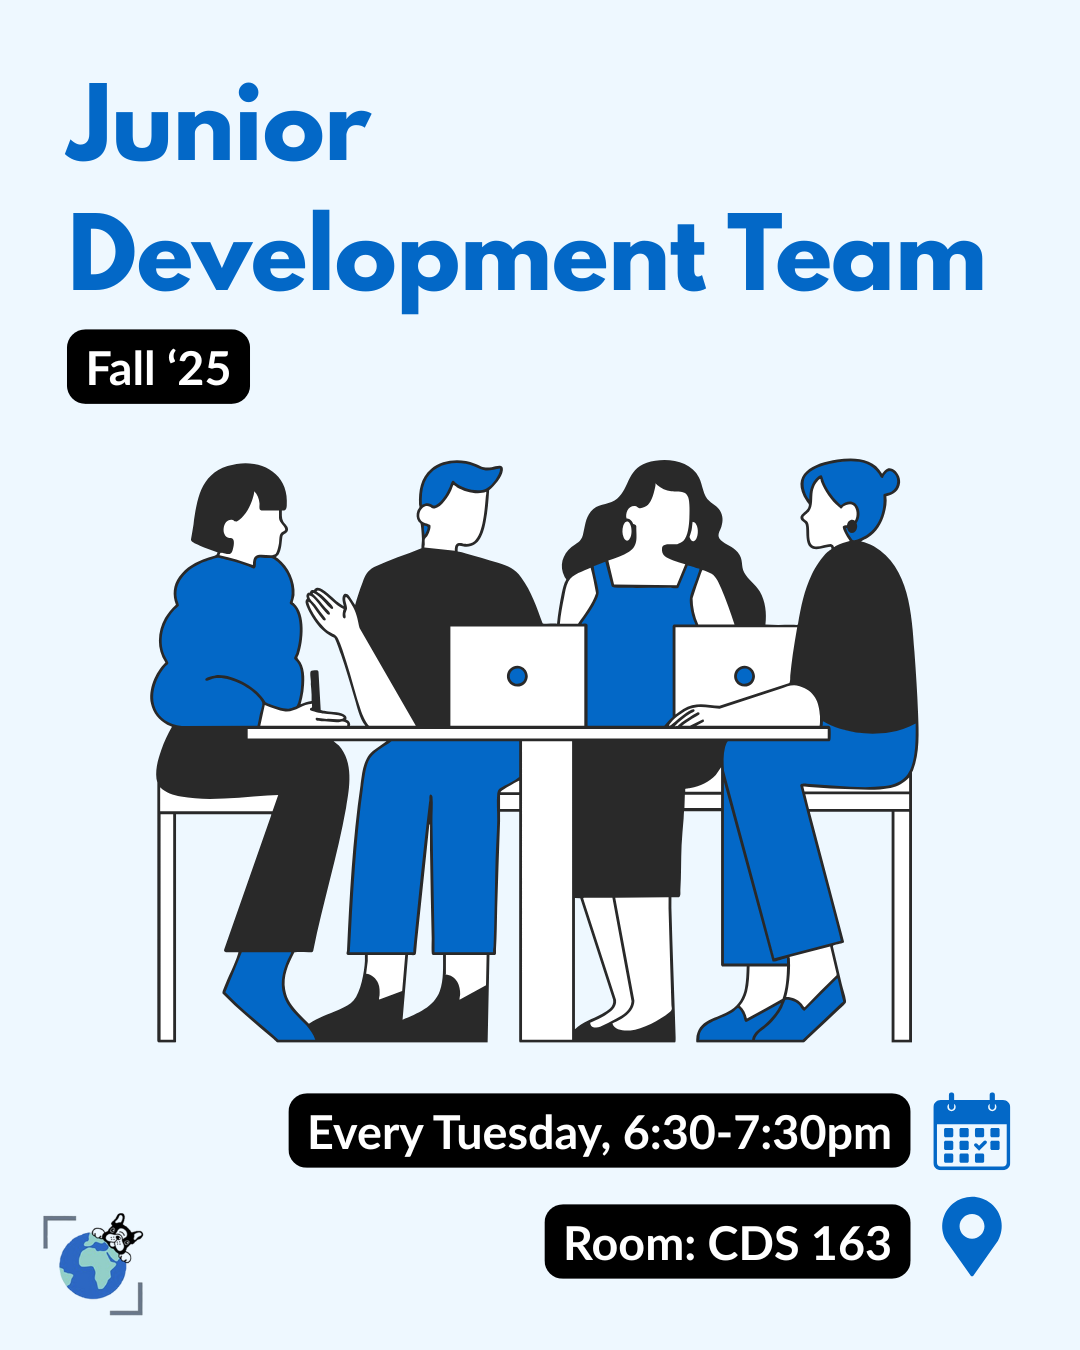 Junior
Development Team
Fall ‘25
Every Tuesday, 6:30-7:30pm
Room: CDS 163